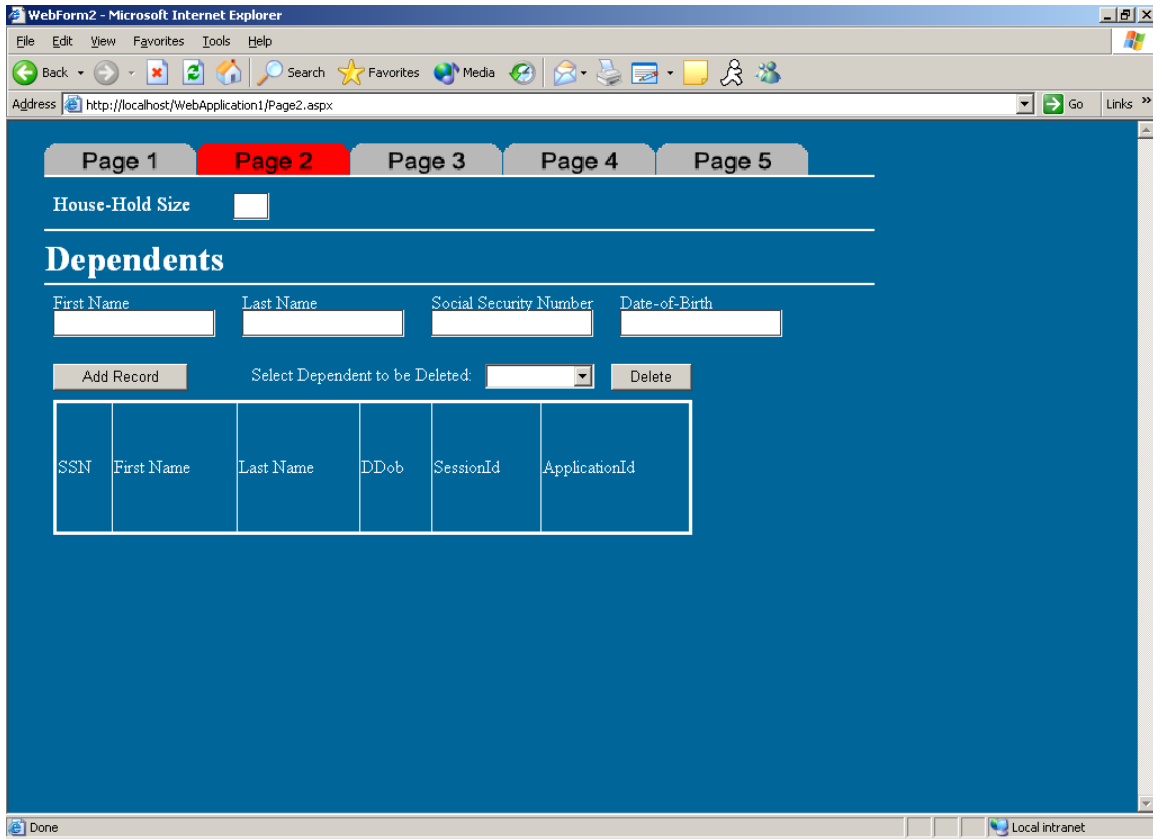 WebForm2 - Microsoft Internet Explorer
File Edit View Favorites Tools Help
Back Search Favorites Media
Address http://localhost/WebApplication1/Page2.aspx Go Links »
Page 1 Page 2 Page 3 Page 4 Page 5
House-Hold Size
Dependents
First Name Last Name Social Security Number Date-of-Birth
Add Record Select Dependent to be Deleted: Delete
SSN First Name Last Name DDob SessionId ApplicationId
Done Local intranet